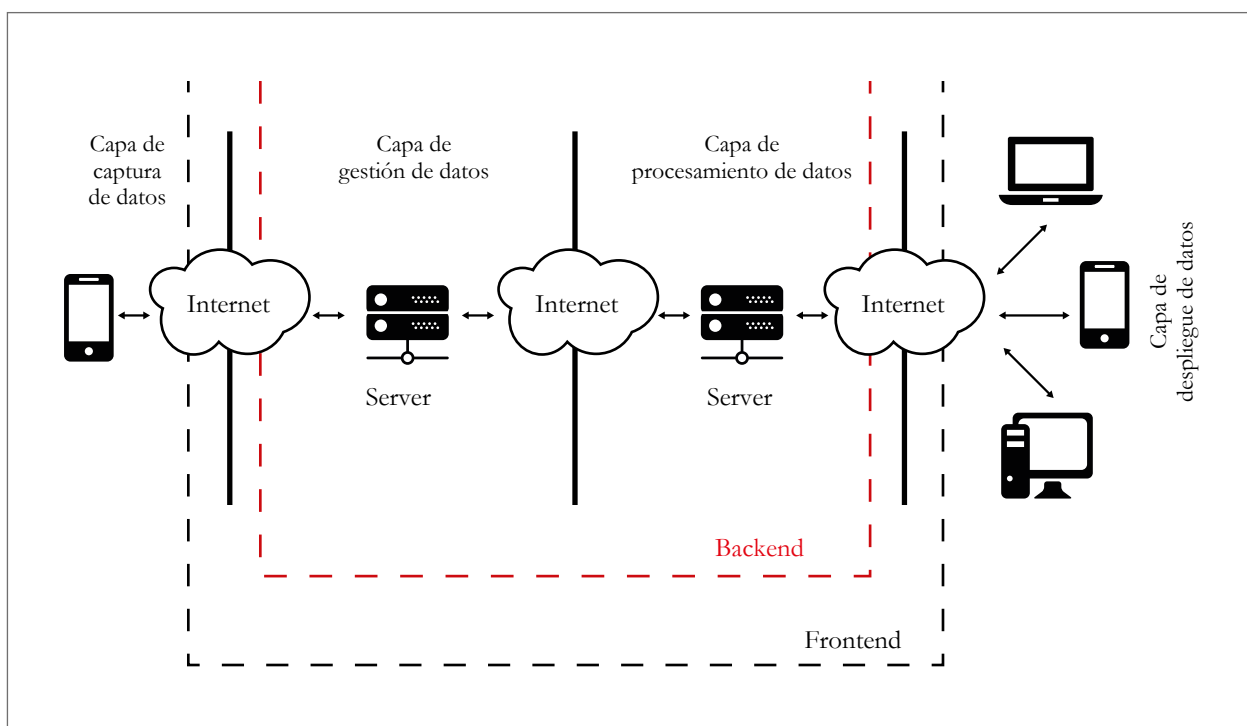 Capa de
captura
de datos
Capa de
gestión de datos
Capa de
procesamiento de datos
Internet
Internet
Internet
Capa de
despliegue de datos
Server
Server
Backend
Frontend